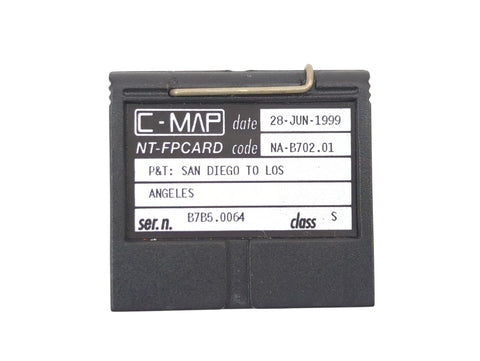 C-MAP date 28-JUN-1999
NT-FPCARD code NA-B702.01
P&T: SAN DIEGO TO LOS
ANGELES
ser.n. B7B5.0064 class S